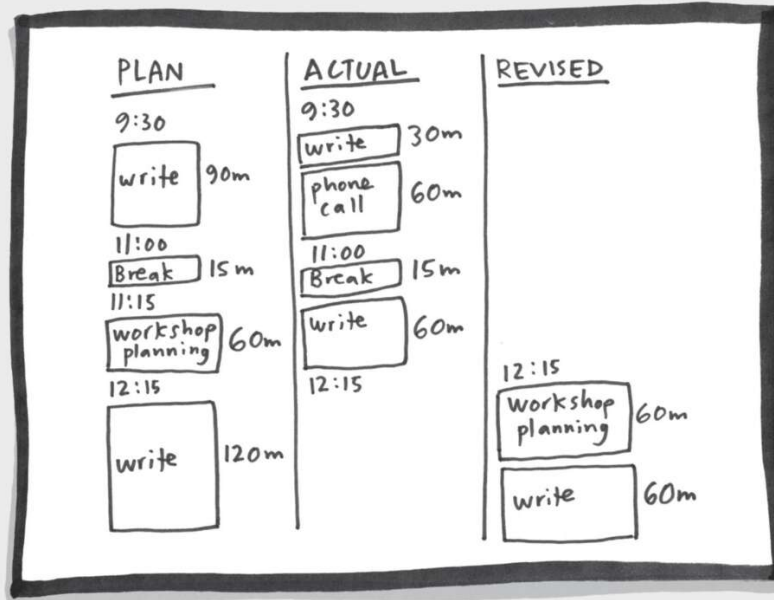 PLAN
9:30
write 90m
11:00
Break 15m
11:15
workshop
planning 60m
12:15
write 120m
ACTUAL
9:30
write 30m
phone
call 60m
11:00
Break 15m
write 60m
12:15
REVISED
12:15
Workshop
planning 60m
write 60m